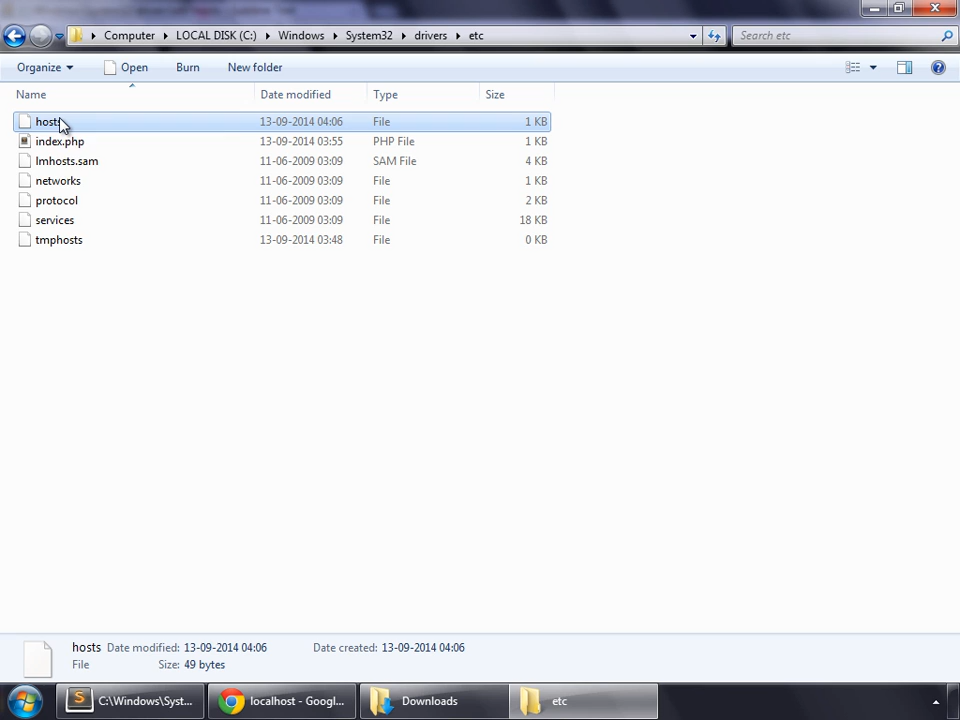 Computer LOCAL DISK (C:) Windows System32 drivers etc Search etc
Organize Open Burn New folder
Name Date modified Type Size
hosts 13-09-2014 04:06 File 1 KB
index.php 13-09-2014 03:55 PHP File 1 KB
lmhosts.sam 11-06-2009 03:09 SAM File 4 KB
networks 11-06-2009 03:09 File 1 KB
protocol 11-06-2009 03:09 File 2 KB
services 11-06-2009 03:09 File 18 KB
tmphosts 13-09-2014 03:48 File 0 KB
hosts Date modified: 13-09-2014 04:06 Date created: 13-09-2014 04:06
File Size: 49 bytes
C:\Windows\Syst... localhost - Googl... Downloads etc